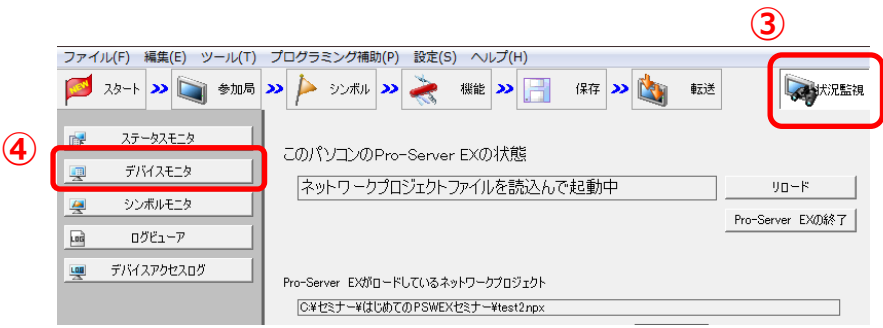 ③
ファイル(F) 編集(E) ツール(T) プログラミング補助(P) 設定(S) ヘルプ(H)
NEW スタート 参加局 シンボル 機能 保存 転送 状況監視
ステータスモニタ
④ デバイスモニタ
シンボルモニタ
LOG ログビューア
デバイスアクセスログ
このパソコンのPro-Server EXの状態
ネットワークプロジェクトファイルを読込んで起動中
リロード
Pro-Server EXの終了
Pro-Server EXがロードしているネットワークプロジェクト
C:¥セミナー¥はじめてのPSWEXセミナー¥test2.npx